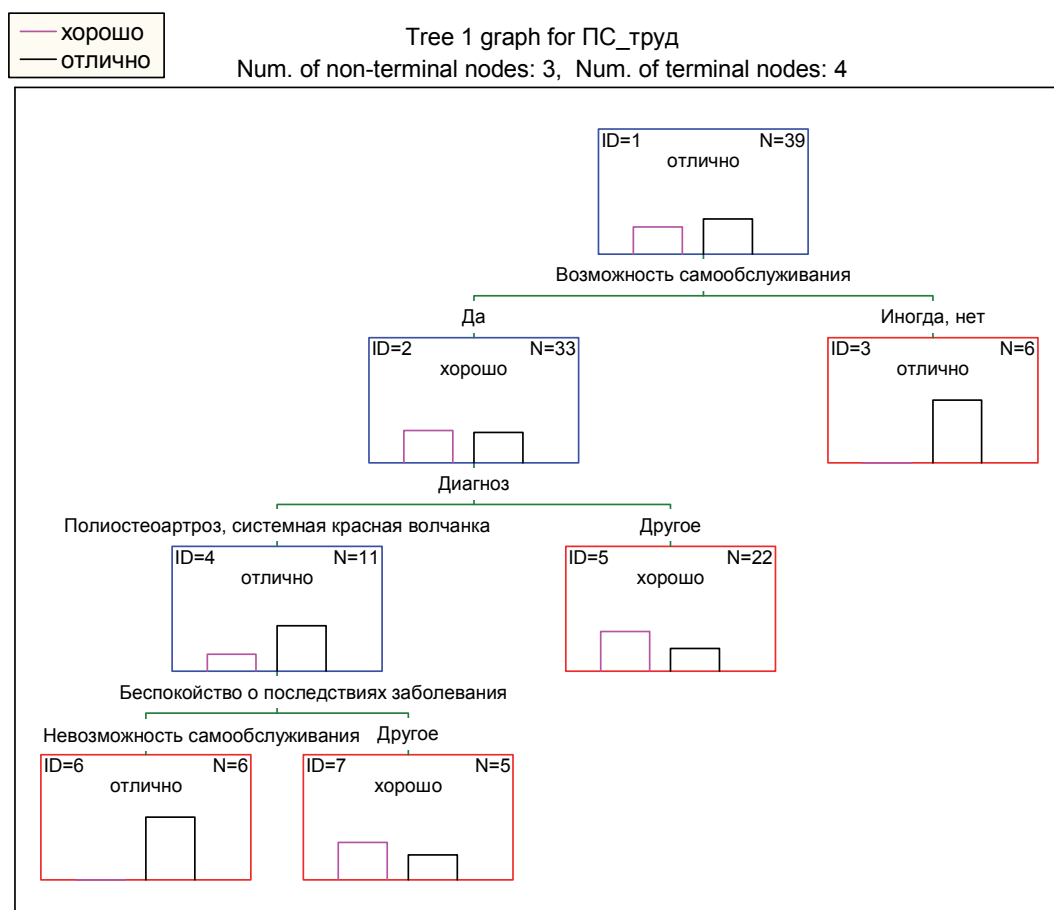 хорошо
отлично
Tree 1 graph for ПС_труд
Num. of non-terminal nodes: 3, Num. of terminal nodes: 4
ID=1 N=39
отлично
Возможность самообслуживания
Да
Иногда, нет
ID=2 N=33
хорошо
ID=3 N=6
отлично
Диагноз
Полиостеоартроз, системная красная волчанка
Другое
ID=4 N=11
отлично
ID=5 N=22
хорошо
Беспокойство о последствиях заболевания
Невозможность самообслуживания
Другое
ID=6 N=6
отлично
ID=7 N=5
хорошо